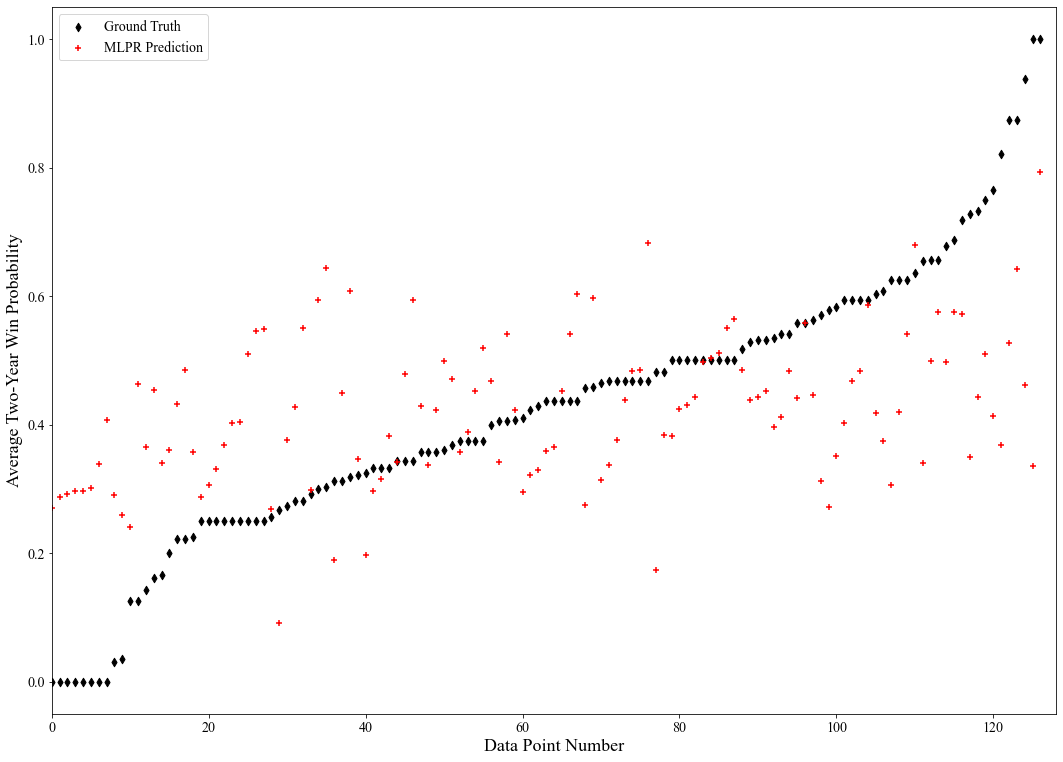 Ground Truth
MLPR Prediction
1.0
0.8
0.6
0.4
0.2
0.0
Average Two-Year Win Probability
0 20 40 60 80 100 120
Data Point Number